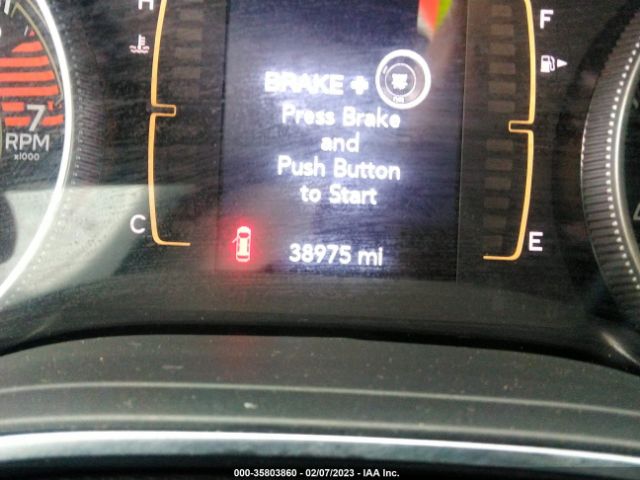 H
F
7
RPM
x1000
BRAKE +
Press Brake
and
Push Button
to Start
C
E
38975 mi
000-35803860 - 02/07/2023 - IAA Inc.